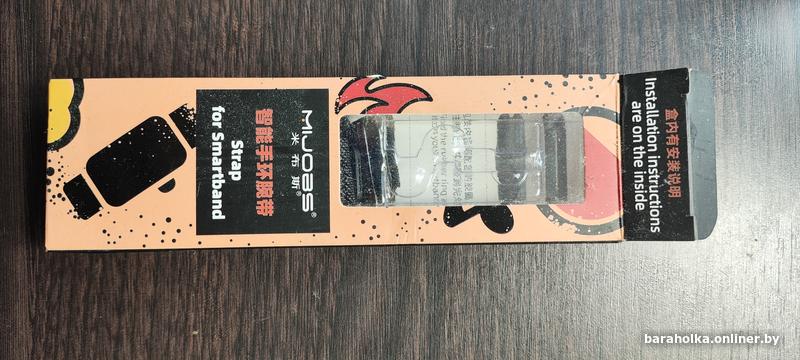 MIJOBS®
米布斯®
智能手环腕带
Strap
for Smartband
盒内有安装说明
Installation instructions
are on the inside
baraholka.onliner.by